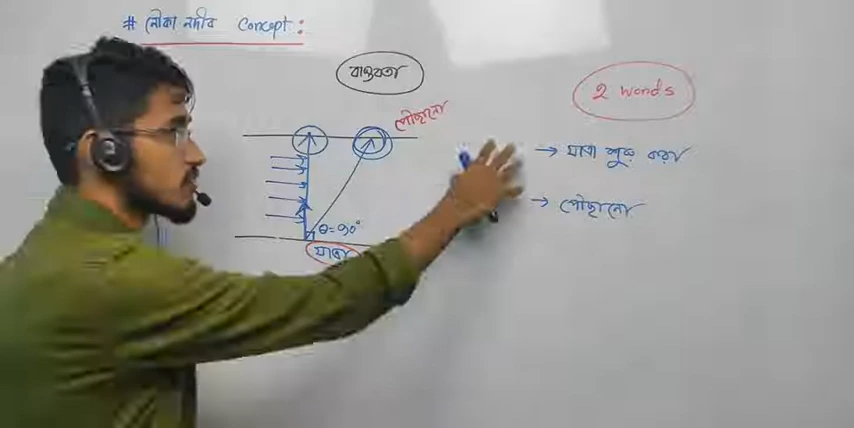 # নৌকা নদীর Concept :
বাস্তবতা
2 words
পৌছানো
→ যাত্রা শুরু করা
→ পৌছানো
θ = 90°
যাত্রা